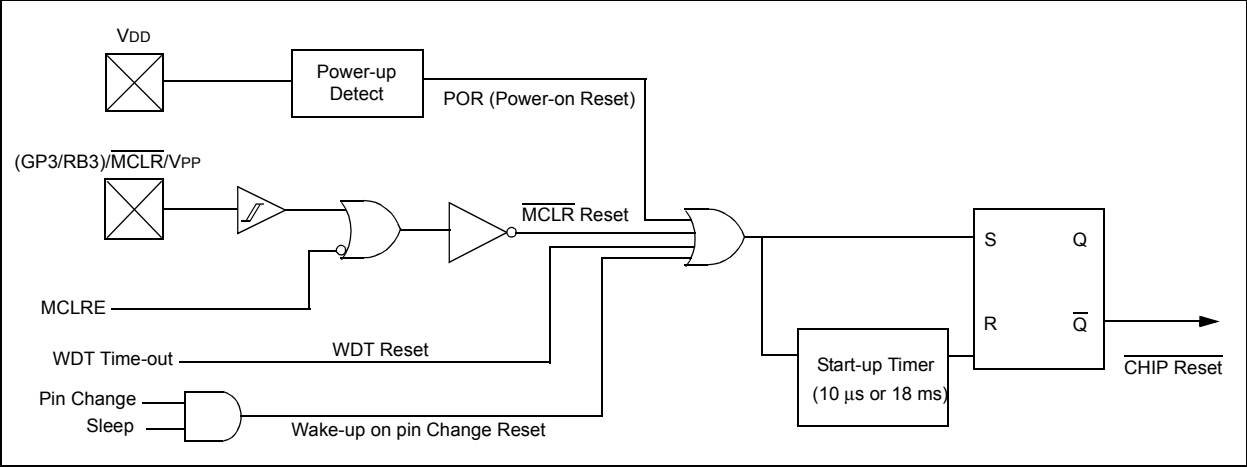 VDD
Power-up
Detect
POR (Power-on Reset)
(GP3/RB3)/MCLR/VPP
MCLR Reset
MCLRE
WDT Time-out
WDT Reset
Pin Change
Sleep
Wake-up on pin Change Reset
S
Q
R
Q
Start-up Timer
(10 µs or 18 ms)
CHIP Reset